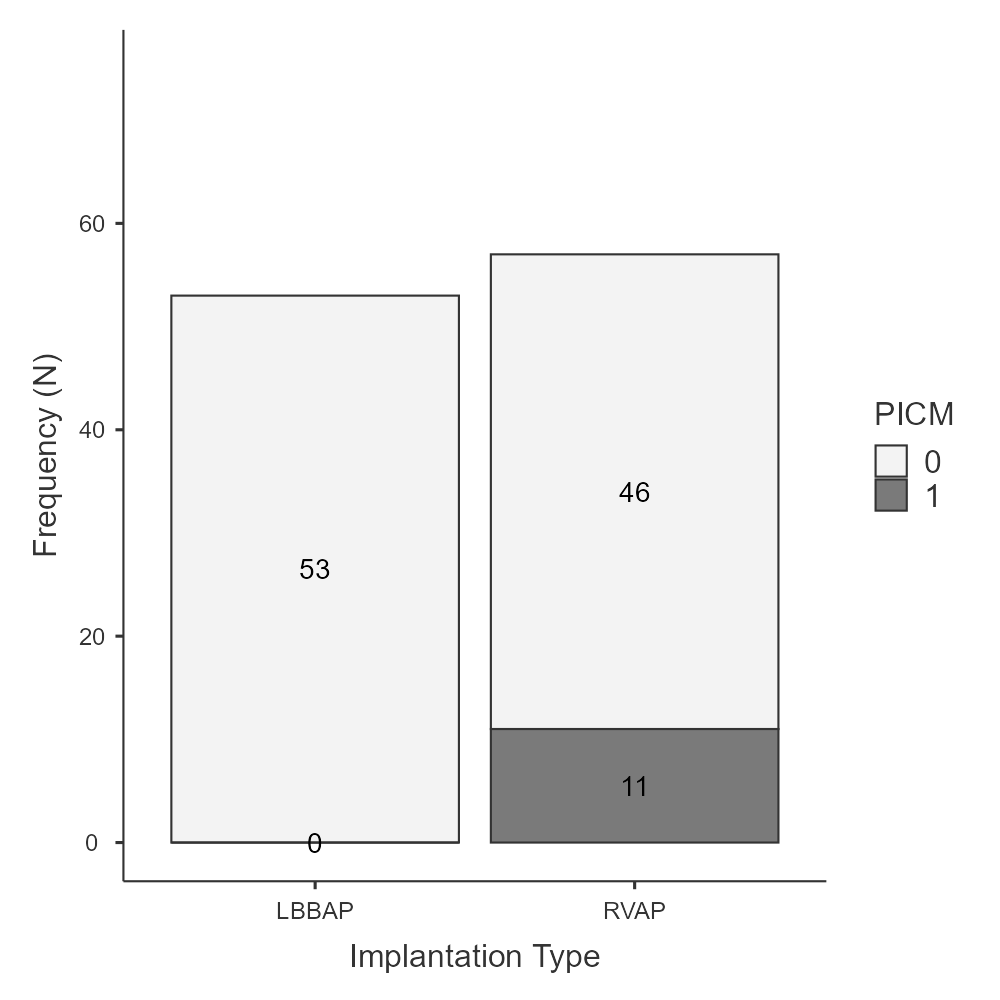 60
40
20
0
Frequency (N)
53
0
46
11
LBBAP
RVAP
Implantation Type
PICM
0
1